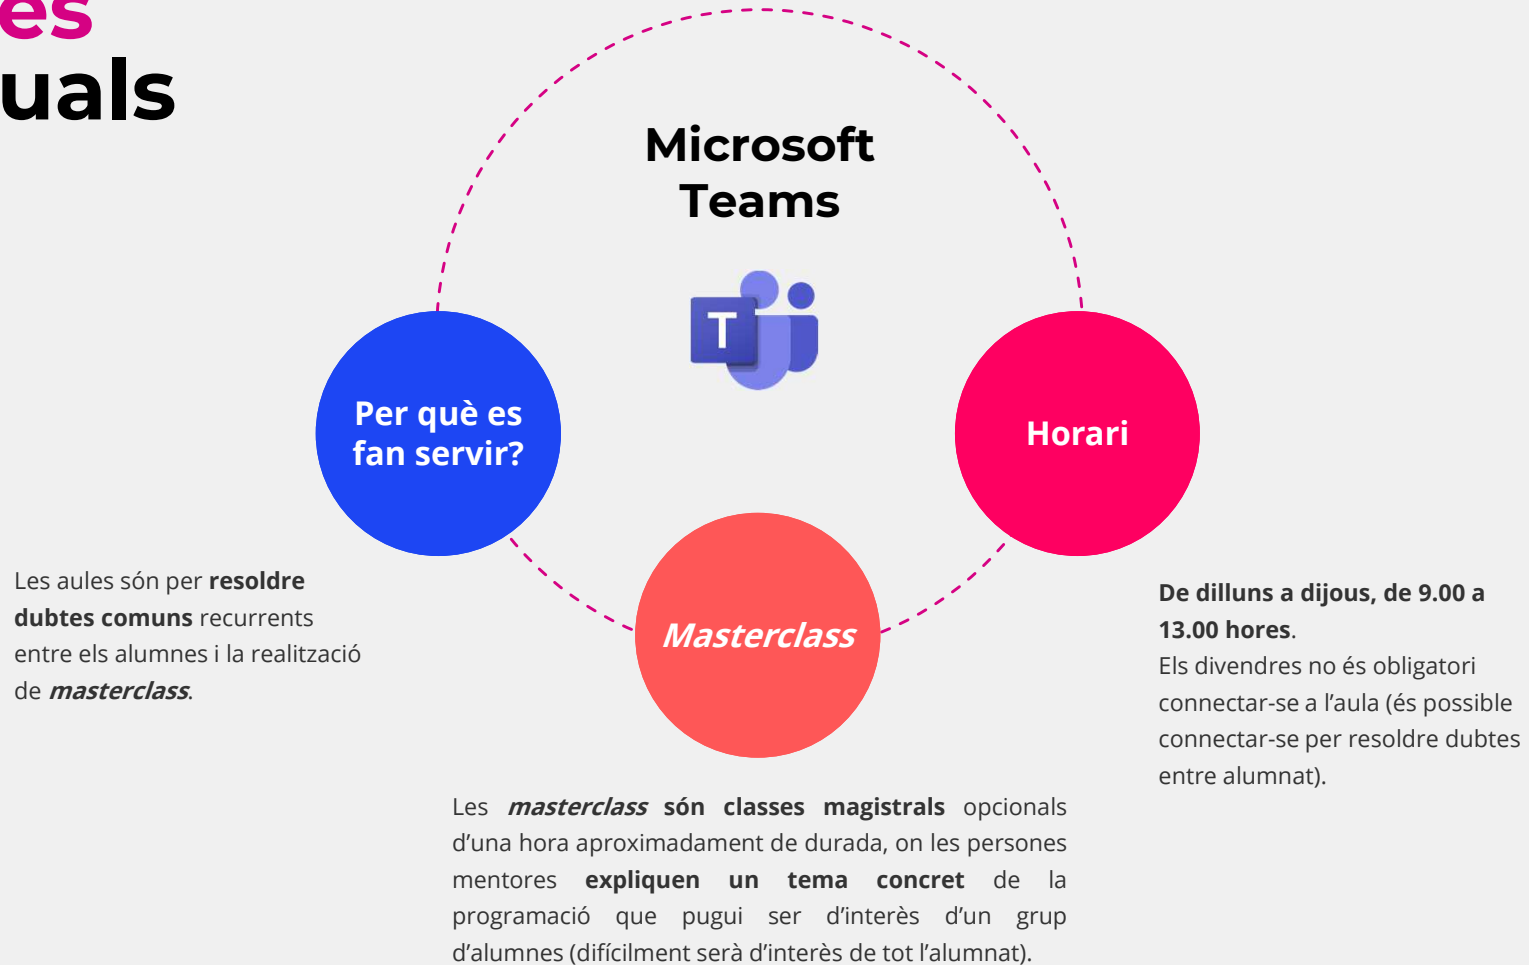 es
uals
Microsoft
Teams
T
Per què es
fan servir?
Horari
Masterclass
Les aules són per resoldre
dubtes comuns recurrents
entre els alumnes i la realització
de masterclass.
De dilluns a dijous, de 9.00 a
13.00 hores.
Els divendres no és obligatori
connectar-se a l’aula (és possible
connectar-se per resoldre dubtes
entre alumnat).
Les masterclass són classes magistrals opcionals
d’una hora aproximadament de durada, on les persones
mentores expliquen un tema concret de la
programació que pugui ser d’interès d’un grup
d’alumnes (difícilment serà d’interès de tot l’alumnat).